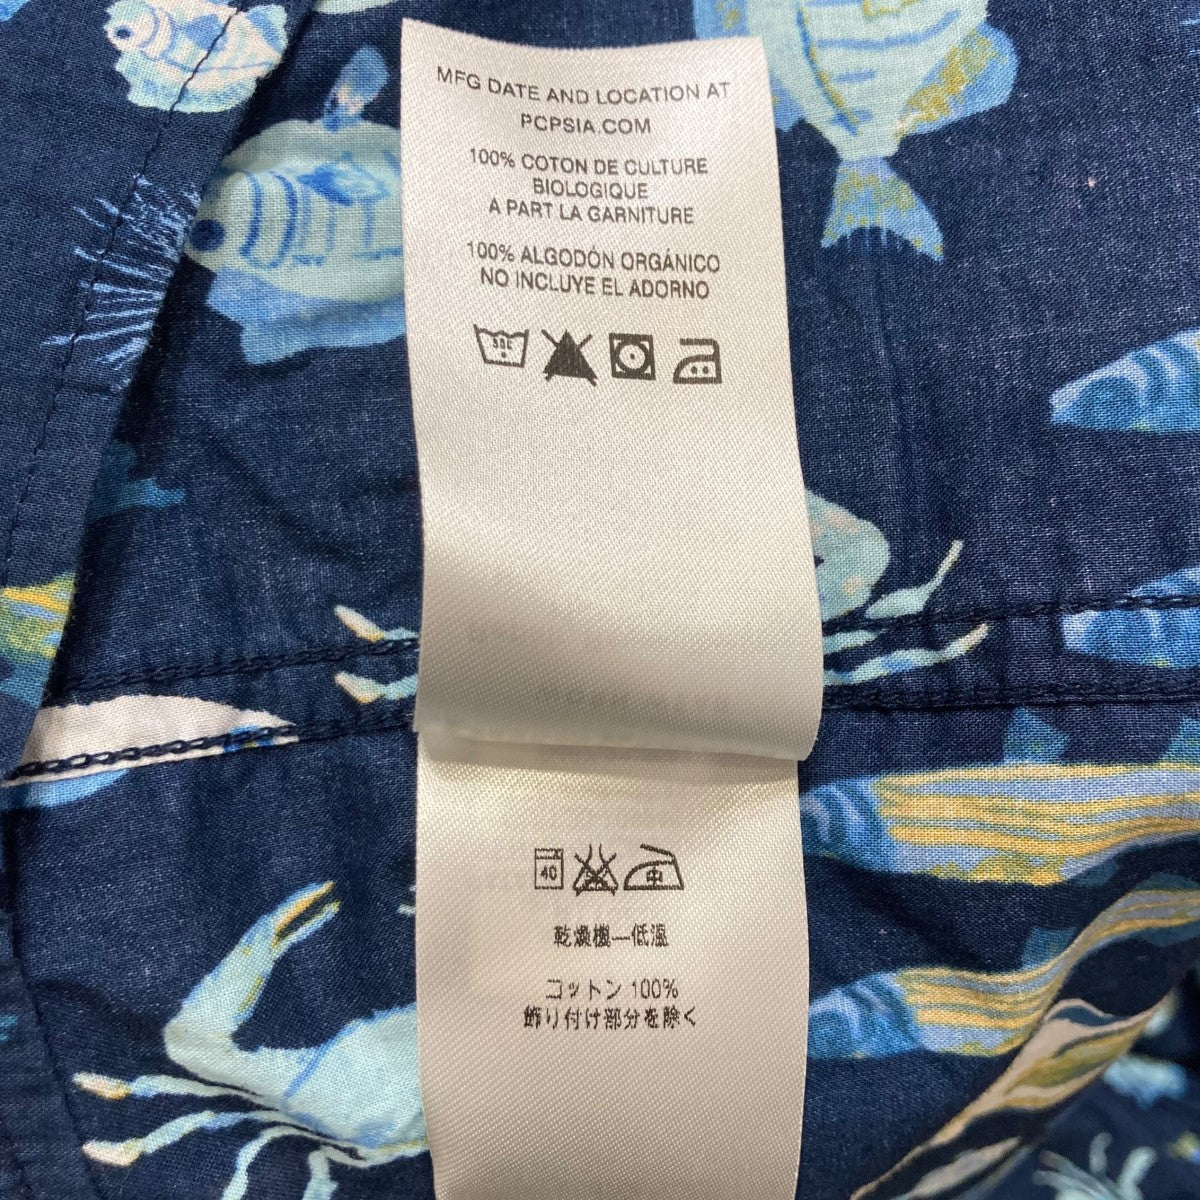 MFG DATE AND LOCATION AT
PCPSIA.COM
100% COTON DE CULTURE
BIOLOGIQUE
A PART LA GARNITURE
100% ALGODÓN ORGÁNICO
NO INCLUYE EL ADORNO
40
中
乾燥機—低温
コットン 100%
飾り付け部分を除く